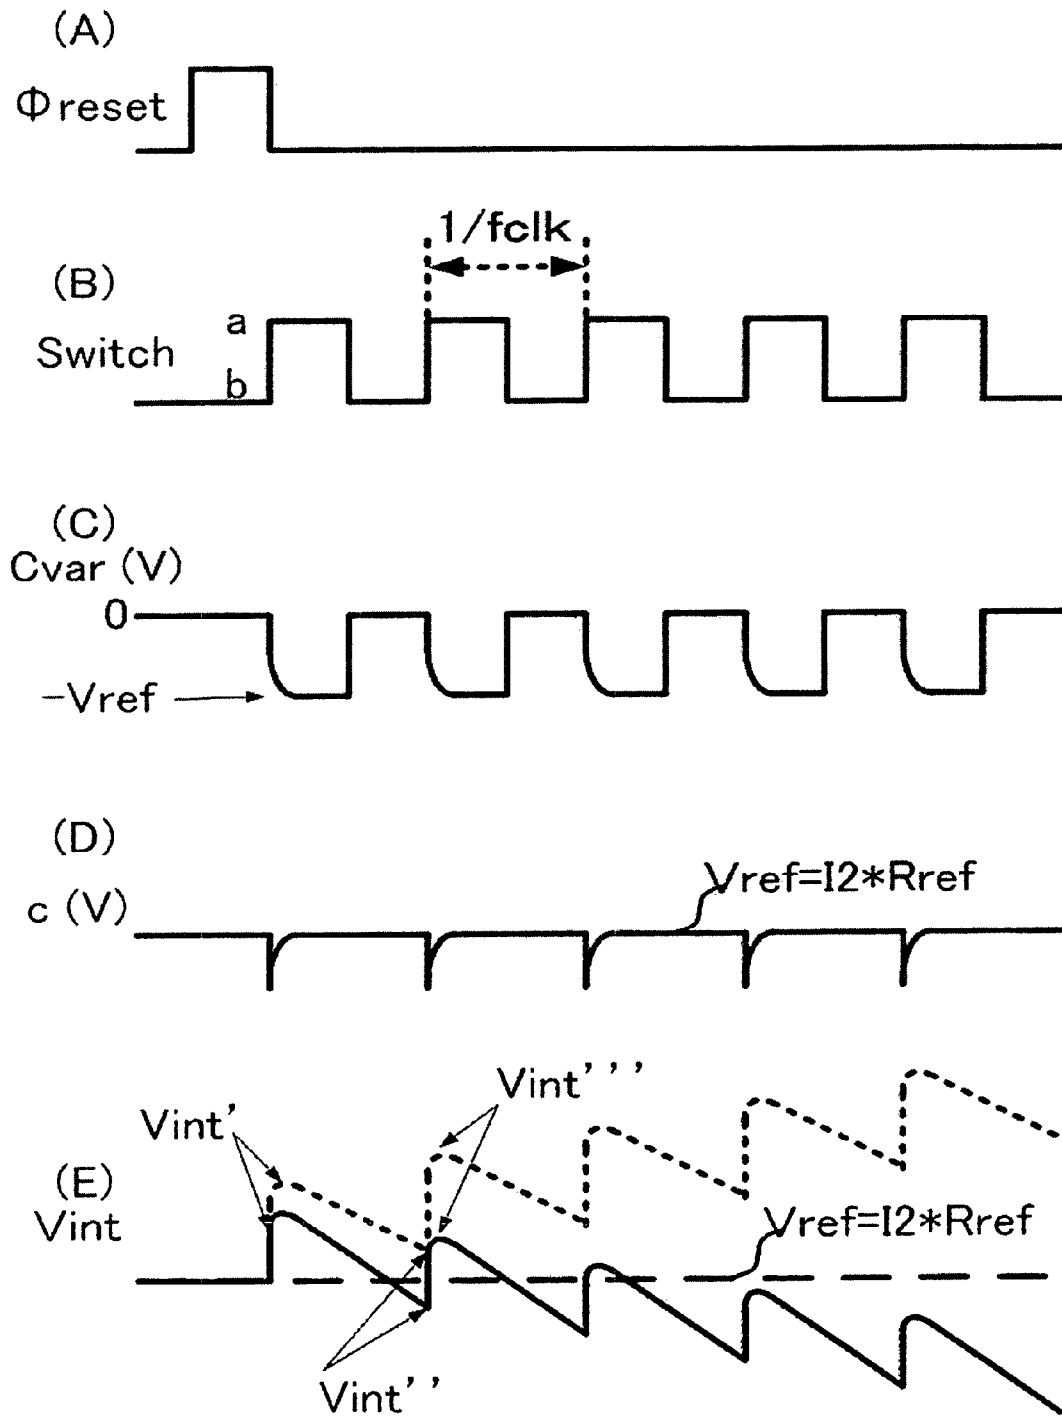 (A)
Φreset
1/fclk
(B)
a
Switch
b
(C)
Cvar (V)
0
-Vref
(D)
Vref=I2*Rref
c (V)
Vint'''
Vint'
(E)
Vint
Vref=I2*Rref
Vint''